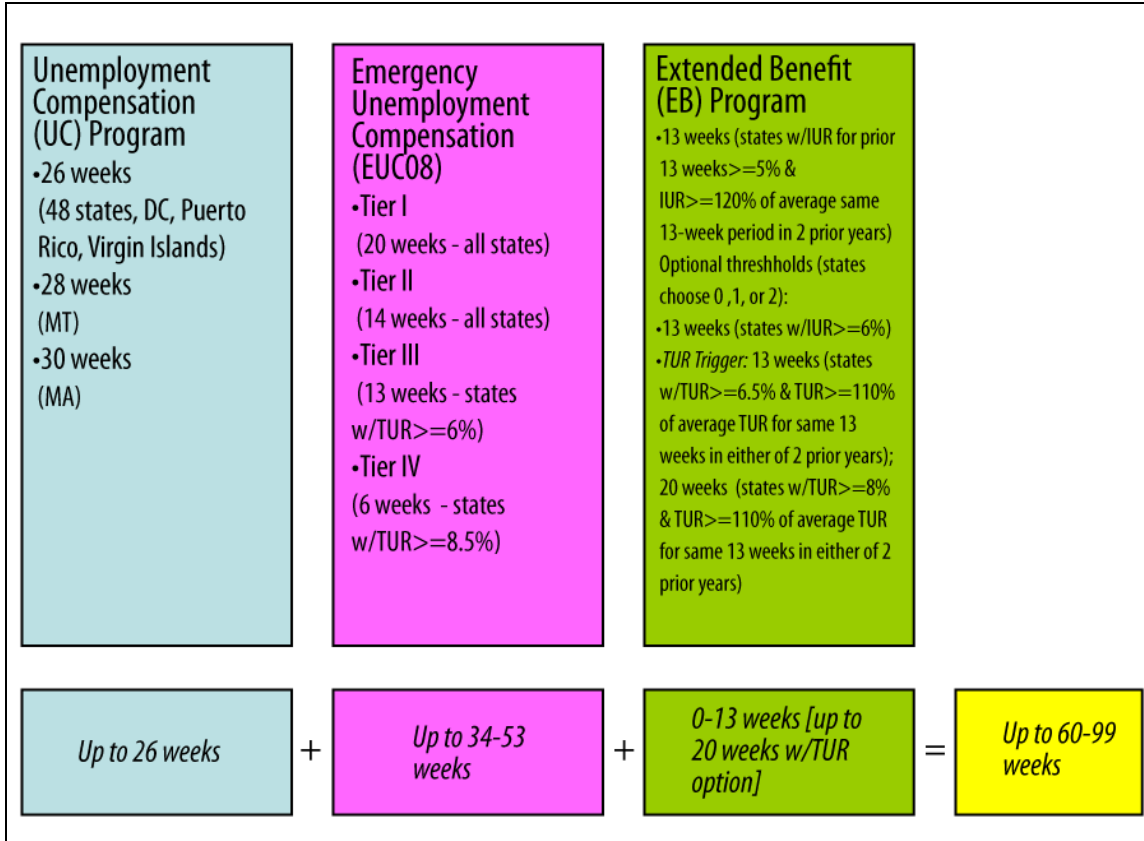 Unemployment
Compensation
(UC) Program
•26 weeks
(48 states, DC, Puerto
Rico, Virgin Islands)
•28 weeks
(MT)
•30 weeks
(MA)
Emergency
Unemployment
Compensation
(EUC08)
•Tier I
(20 weeks - all states)
•Tier II
(14 weeks - all states)
•Tier III
(13 weeks - states
w/TUR>=6%)
•Tier IV
(6 weeks - states
w/TUR>=8.5%)
Extended Benefit
(EB) Program
•13 weeks (states w/IUR for prior
13 weeks>=5% &
IUR>=120% of average same
13-week period in 2 prior years)
Optional threshholds (states
choose 0 ,1, or 2):
•13 weeks (states w/IUR>=6%)
•TUR Trigger: 13 weeks (states
w/TUR>=6.5% & TUR>=110%
of average TUR for same 13
weeks in either of 2 prior years);
20 weeks (states w/TUR>=8%
& TUR>=110% of average TUR
for same 13 weeks in either of 2
prior years)
Up to 26 weeks
+
Up to 34-53
weeks
+
0-13 weeks [up to
20 weeks w/TUR
option]
=
Up to 60-99
weeks